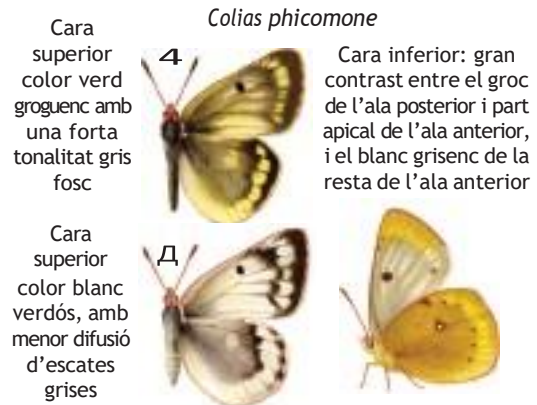 Colias phicomone
Cara
superior
color verd
groguenc amb
una forta
tonalitat gris
fosc
4
Cara inferior: gran
contrast entre el groc
de l'ala posterior i part
apical de l'ala anterior,
i el blanc grisenc de la
resta de l'ala anterior
Cara
superior
color blanc
verdós, amb
menor difusió
d'escates
grises
Д